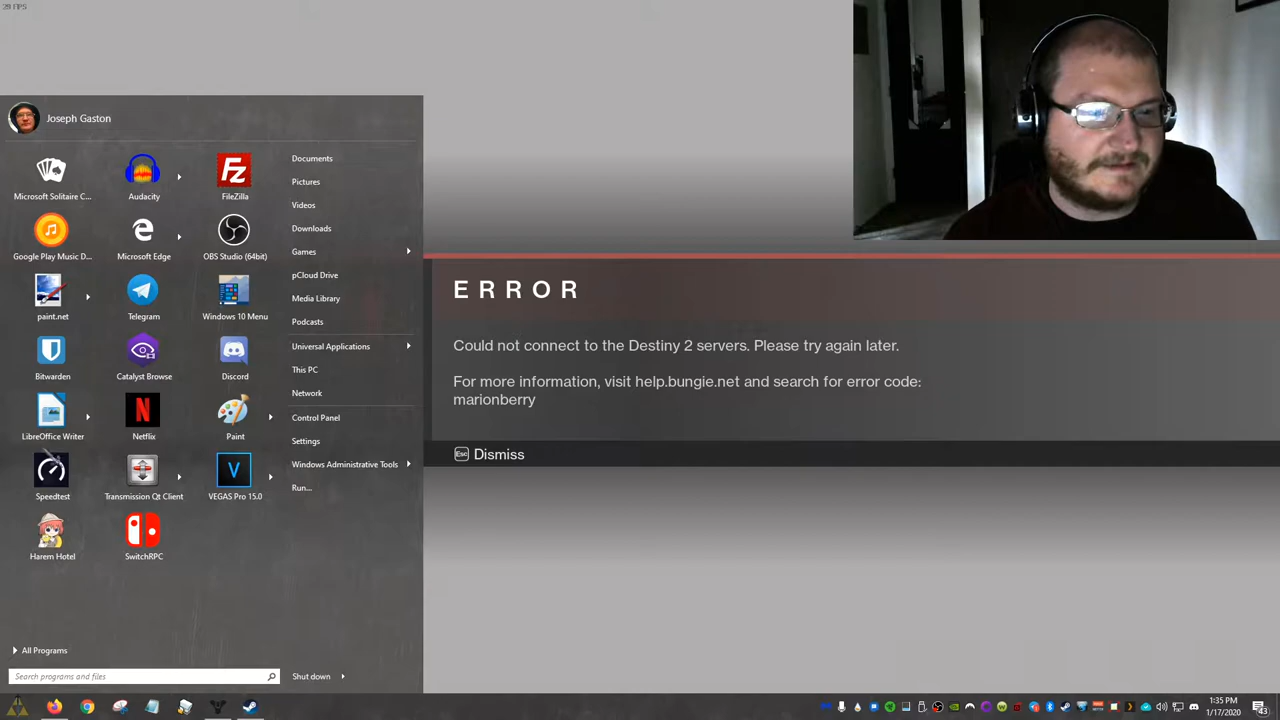 29 FPS
Joseph Gaston
Microsoft Solitaire C...
Audacity
FileZilla
Google Play Music D...
Microsoft Edge
OBS Studio (64bit)
paint.net
Telegram
Windows 10 Menu
Bitwarden
Catalyst Browse
Discord
LibreOffice Writer
Netflix
Paint
Speedtest
Transmission Qt Client
VEGAS Pro 15.0
Harem Hotel
SwitchRPC
Documents
Pictures
Videos
Downloads
Games
pCloud Drive
Media Library
Podcasts
Universal Applications
This PC
Network
Control Panel
Settings
Windows Administrative Tools
Run...
All Programs
Search programs and files
Shut down
ERROR
Could not connect to the Destiny 2 servers. Please try again later.
For more information, visit help.bungie.net and search for error code:
marionberry
Esc Dismiss
1:35 PM
1/17/2020